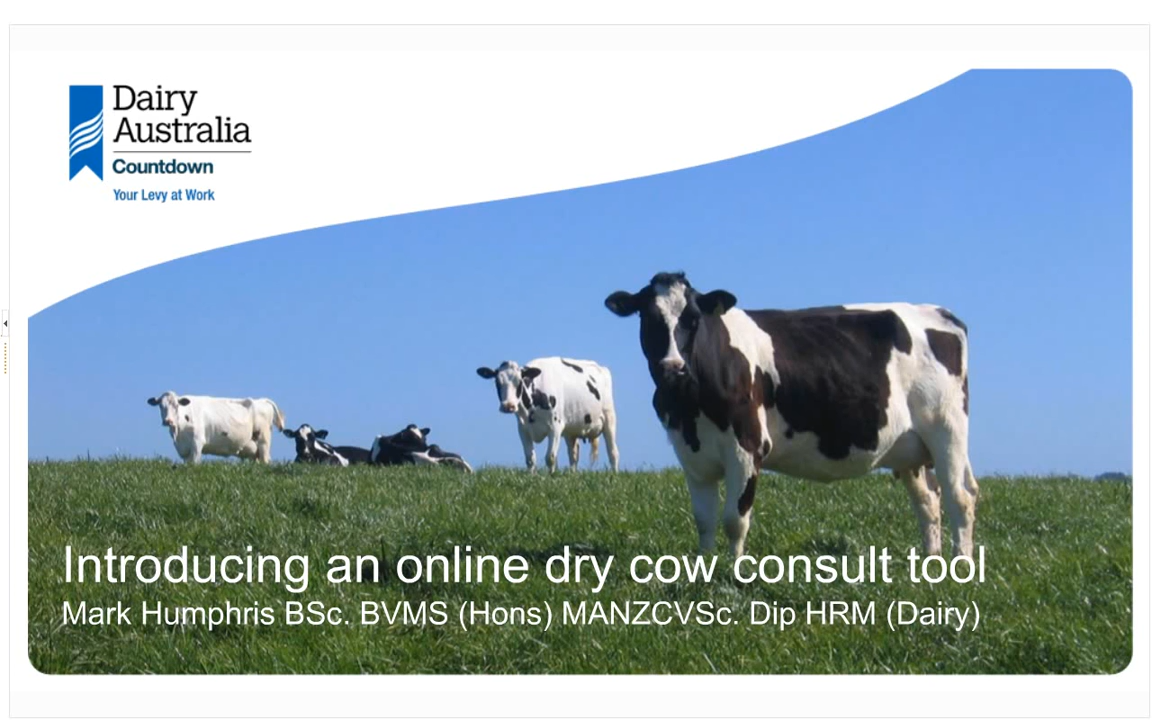 Dairy
Australia
Countdown
Your Levy at Work
Introducing an online dry cow consult tool
Mark Humphris BSc. BVMS (Hons) MANZCVSc. Dip HRM (Dairy)